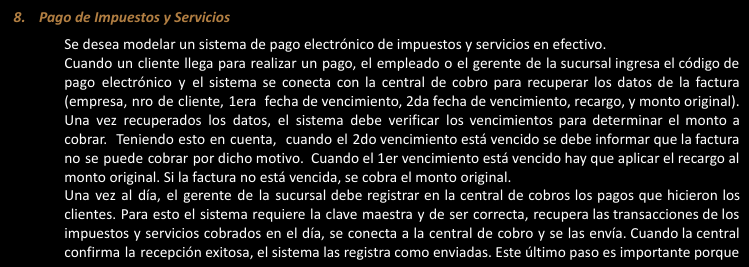 8. Pago de Impuestos y Servicios
Se desea modelar un sistema de pago electrónico de impuestos y servicios en efectivo.
Cuando un cliente llega para realizar un pago, el empleado o el gerente de la sucursal ingresa el código de
pago electrónico y el sistema se conecta con la central de cobro para recuperar los datos de la factura
(empresa, nro de cliente, 1era fecha de vencimiento, 2da fecha de vencimiento, recargo, y monto original).
Una vez recuperados los datos, el sistema debe verificar los vencimientos para determinar el monto a
cobrar. Teniendo esto en cuenta, cuando el 2do vencimiento está vencido se debe informar que la factura
no se puede cobrar por dicho motivo. Cuando el 1er vencimiento está vencido hay que aplicar el recargo al
monto original. Si la factura no está vencida, se cobra el monto original.
Una vez al día, el gerente de la sucursal debe registrar en la central de cobros los pagos que hicieron los
clientes. Para esto el sistema requiere la clave maestra y de ser correcta, recupera las transacciones de los
impuestos y servicios cobrados en el día, se conecta a la central de cobro y se las envía. Cuando la central
confirma la recepción exitosa, el sistema las registra como enviadas. Este último paso es importante porque